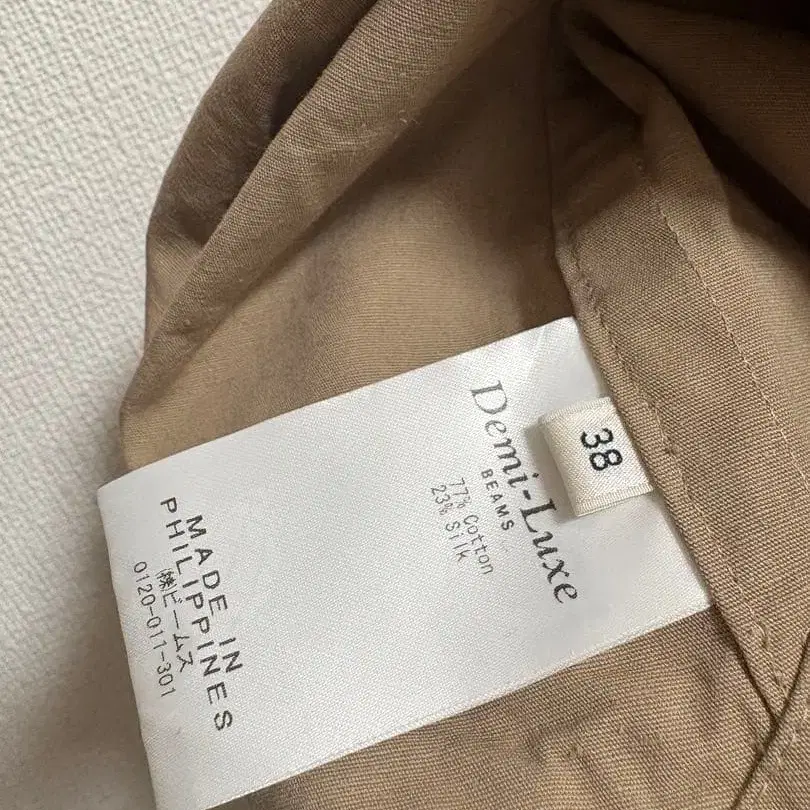 38
Demi-Luxe
BEAMS
77% Cotton
23% Silk
MADE IN
PHILIPPINES
㈱ビームス
0120-011-301